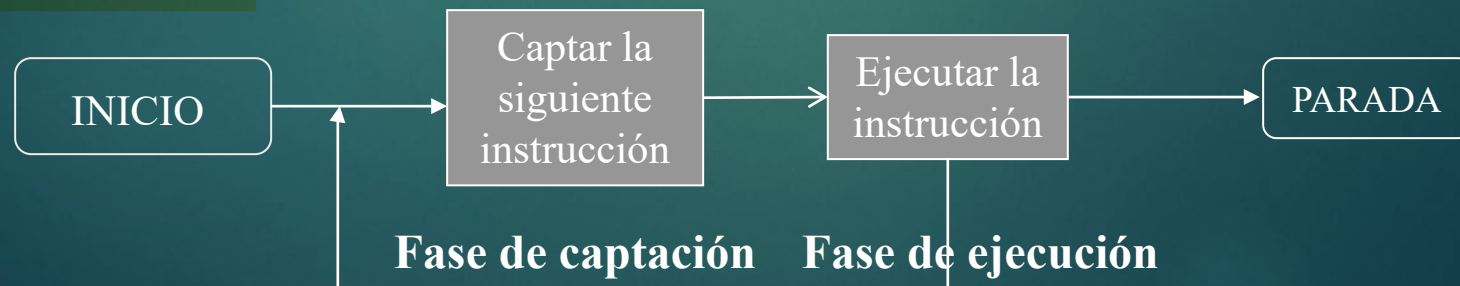 INICIO
Captar la
siguiente
instrucción
Ejecutar la
instrucción
PARADA
Fase de captación
Fase de ejecución